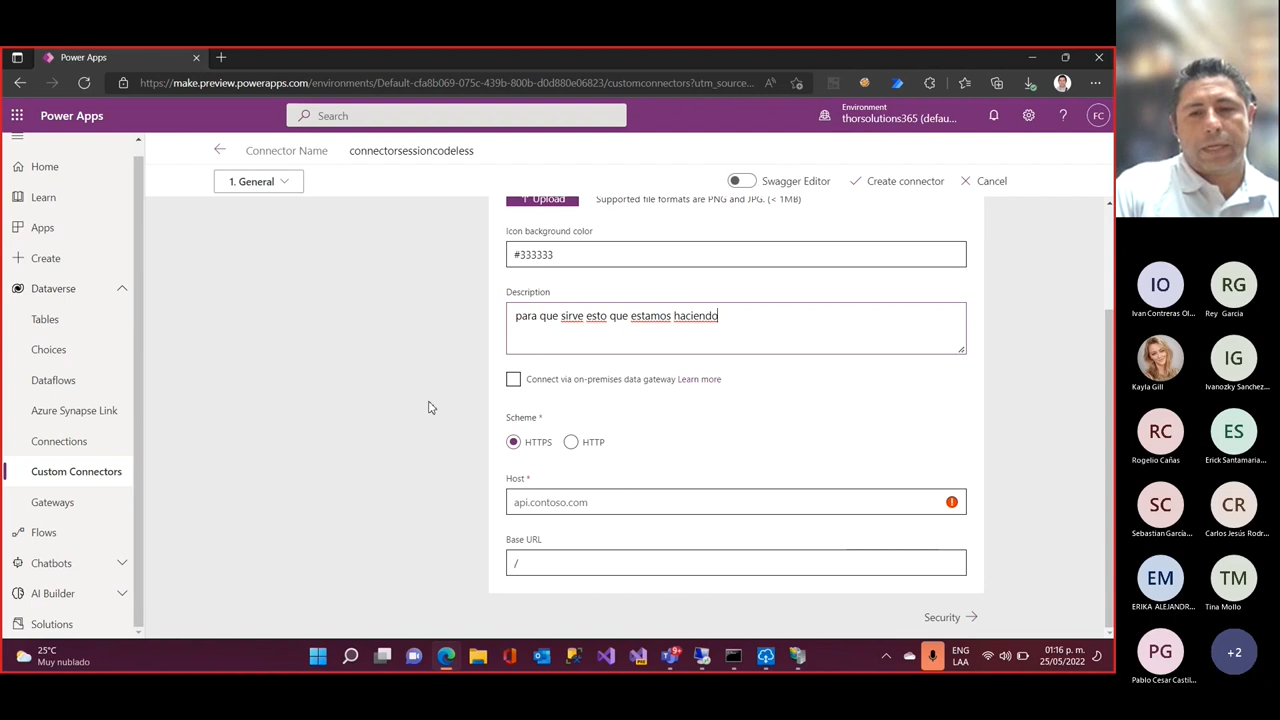 Power Apps
https://make.preview.powerapps.com/environments/Default-cfa8b069-075c-439b-800b-d0d880e06823/customconnectors?utm_source...
Power Apps
Search
Environment
thorsolutions365 (defau...
FC
Connector Name
connectorsessioncodeless
1. General
Swagger Editor
Create connector
Cancel
Home
Learn
Apps
Create
Dataverse
Tables
Choices
Dataflows
Azure Synapse Link
Connections
Custom Connectors
Gateways
Flows
Chatbots
AI Builder
Solutions
Upload
Supported file formats are PNG and JPG. (< 1MB)
Icon background color
#333333
Description
para que sirve esto que estamos haciendo
Connect via on-premises data gateway Learn more
Scheme *
HTTPS
HTTP
Host *
api.contoso.com
Base URL
/
Security
25°C
Muy nublado
9+
ENG
LAA
01:16 p. m.
25/05/2022
IO
Ivan Contreras Ol...
RG
Rey Garcia
Kayla Gill
IG
Ivanozky Sanchez...
RC
Rogelio Cañas
ES
Erick Santamaria...
SC
Sebastian García...
CR
Carlos Jesús Rodr...
EM
ERIKA ALEJANDR...
TM
Tina Mollo
PG
Pablo Cesar Castil...
+2